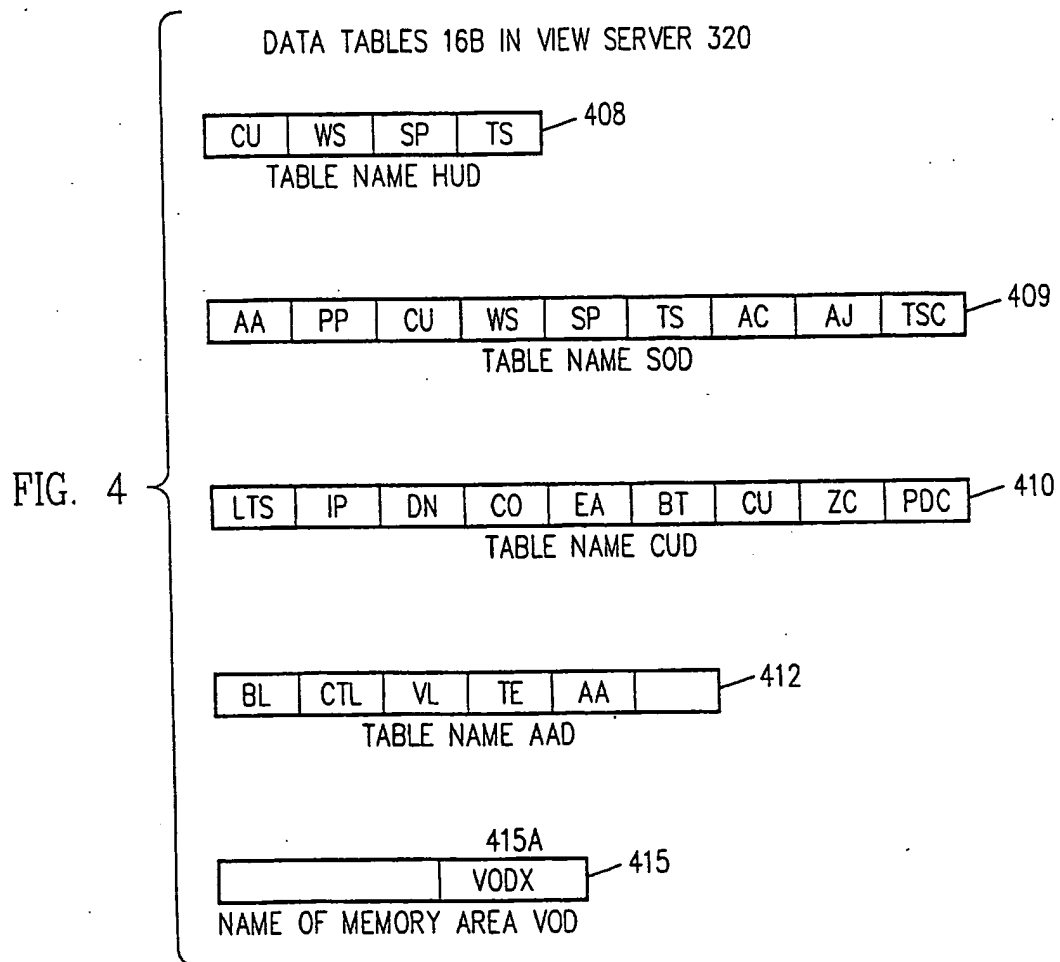 DATA TABLES 16B IN VIEW SERVER 320
CU WS SP TS 408
TABLE NAME HUD
AA PP CU WS SP TS AC AJ TSC 409
TABLE NAME SOD
FIG. 4
LTS IP DN CO EA BT CU ZC PDC 410
TABLE NAME CUD
BL CTL VL TE AA 412
TABLE NAME AAD
415A
VODX 415
NAME OF MEMORY AREA VOD